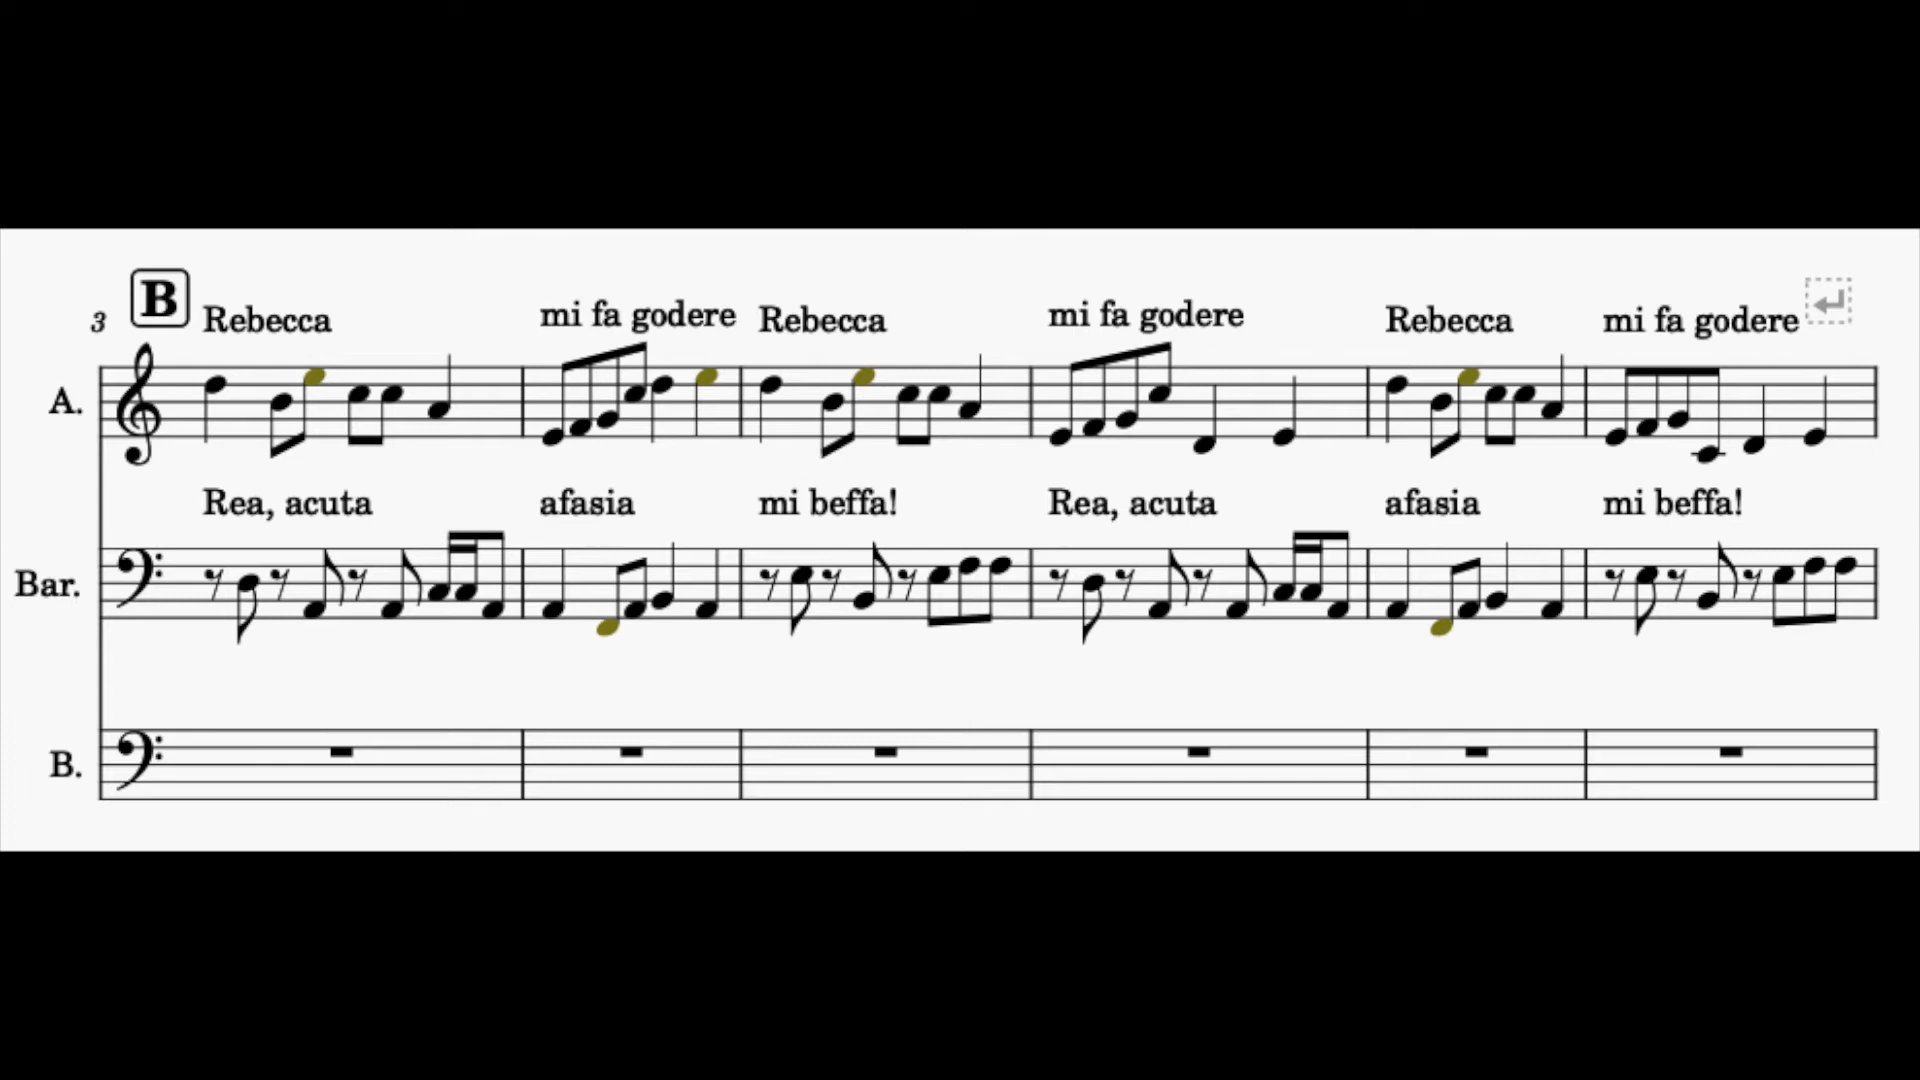 3 B Rebecca mi fa godere Rebecca mi fa godere Rebecca mi fa godere
A.
Rea, acuta afasia mi beffa! Rea, acuta afasia mi beffa!
Bar.
B.